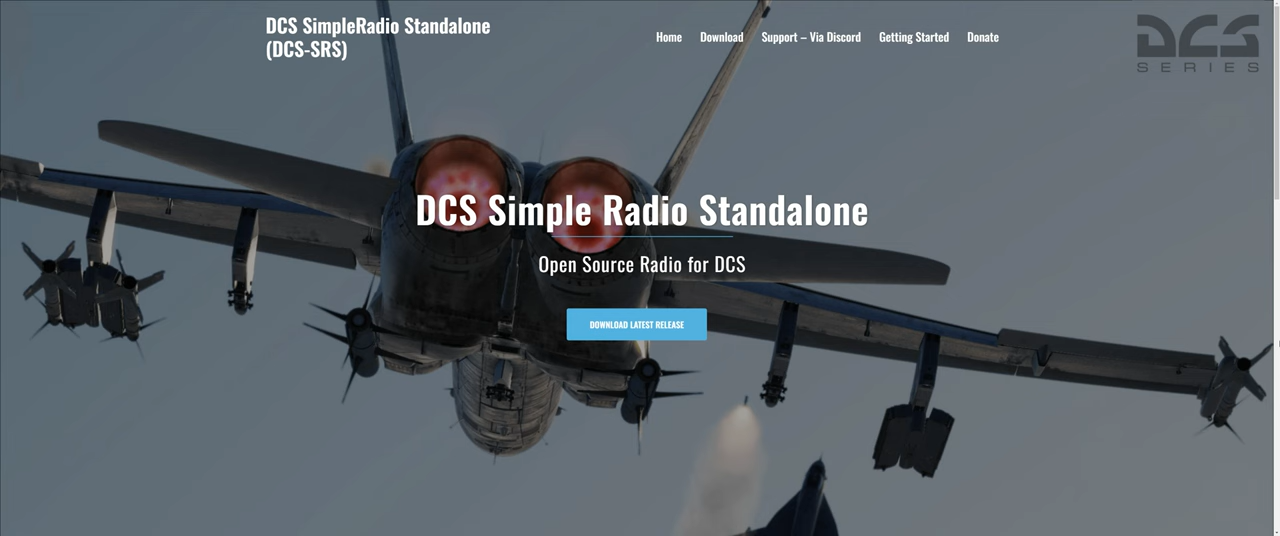 DCS SimpleRadio Standalone
(DCS-SRS)
Home
Download
Support – Via Discord
Getting Started
Donate
DCS
SERIES
DCS Simple Radio Standalone
Open Source Radio for DCS
DOWNLOAD LATEST RELEASE